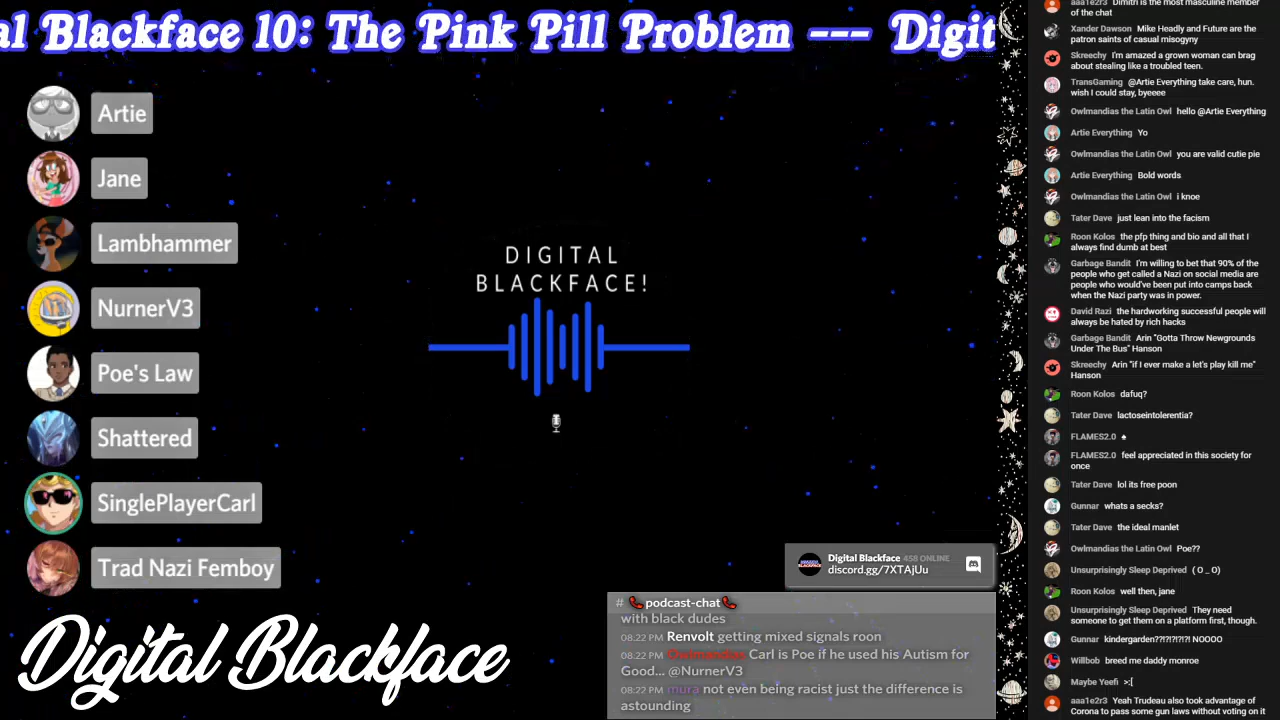 al Blackface 10: The Pink Pill Problem --- Digit
Artie
Jane
Lambhammer
NurnerV3
Poe's Law
Shattered
SinglePlayerCarl
Trad Nazi Femboy
Digital Blackface
DIGITAL
BLACKFACE!
Digital Blackface 458 ONLINE
discord.gg/7XTAjUu
# podcast-chat
with black dudes
08:22 PM Renvolt getting mixed signals roon
08:22 PM Owlmandias Carl is Poe if he used his Autism for
Good... @NurnerV3
08:22 PM mura not even being racist just the difference is
astounding
aaa1e2r3 Dimitri is the most masculine member
of the chat
Xander Dawson Mike Headly and Future are the
patron saints of casual misogyny
Skreechy I'm amazed a grown woman can brag
about stealing like a troubled teen.
TransGaming @Artie Everything take care, hun.
wish I could stay, byeeee
Owlmandias the Latin Owl hello @Artie Everything
Artie Everything Yo
Owlmandias the Latin Owl you are valid cutie pie
Artie Everything Bold words
Owlmandias the Latin Owl i knoe
Tater Dave just lean into the facism
Roon Kolos the pfp thing and bio and all that I
always find dumb at best
Garbage Bandit I'm willing to bet that 90% of the
people who get called a Nazi on social media are
people who would've been put into camps back
when the Nazi party was in power.
David Razi the hardworking successful people will
always be hated by rich hacks
Garbage Bandit Arin "Gotta Throw Newgrounds
Under The Bus" Hanson
Skreechy Arin "if I ever make a let's play kill me"
Hanson
Roon Kolos dafuq?
Tater Dave lactoseintolerentia?
FLAMES2.0 ♠
FLAMES2.0 feel appreciated in this society for
once
Tater Dave lol its free poon
Gunnar whats a secks?
Tater Dave the ideal manlet
Owlmandias the Latin Owl Poe??
Unsurprisingly Sleep Deprived ( O _ O)
Roon Kolos well then, jane
Unsurprisingly Sleep Deprived They need
someone to get them on a platform first, though.
Gunnar kindergarden??!?!?!?! NOOOO
Willbob breed me daddy monroe
Maybe Yeefi >:[
aaa1e2r3 Yeah Trudeau also took advantage of
Corona to pass some gun laws without voting on it